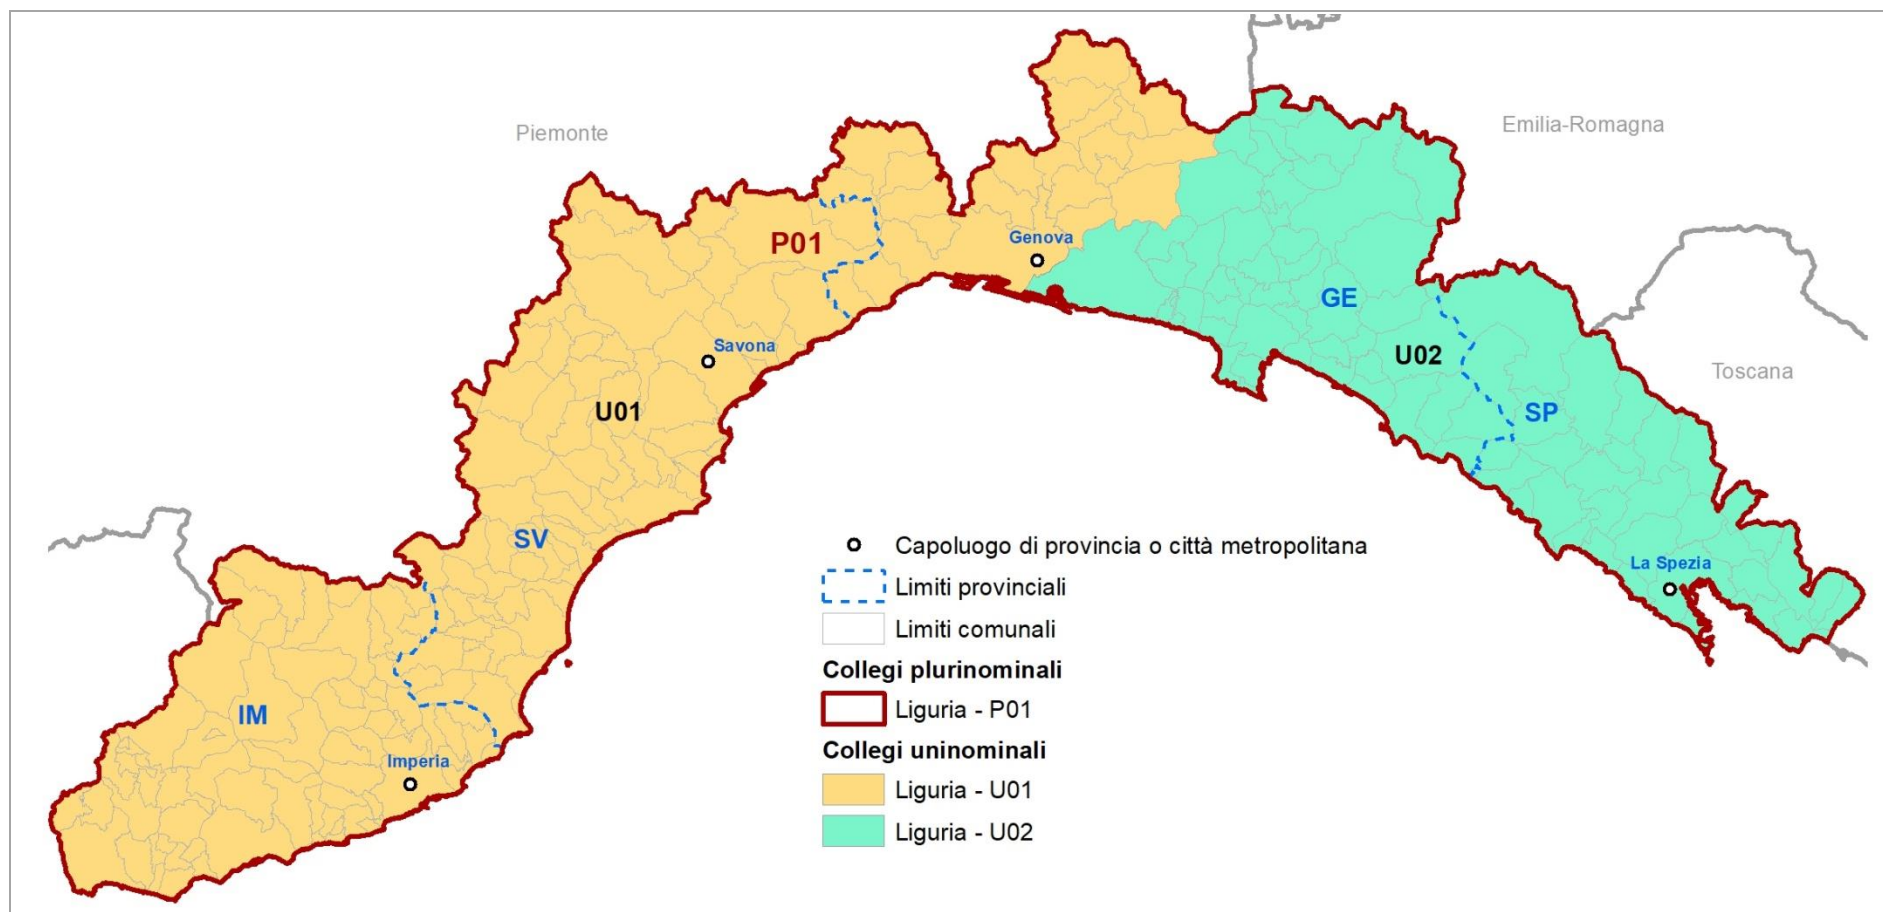 Piemonte
Emilia-Romagna
P01
Genova
GE
Savona
U02
Toscana
U01
SP
SV
La Spezia
IM
Imperia
Capoluogo di provincia o città metropolitana
Limiti provinciali
Limiti comunali
Collegi plurinominali
Liguria - P01
Collegi uninominali
Liguria - U01
Liguria - U02